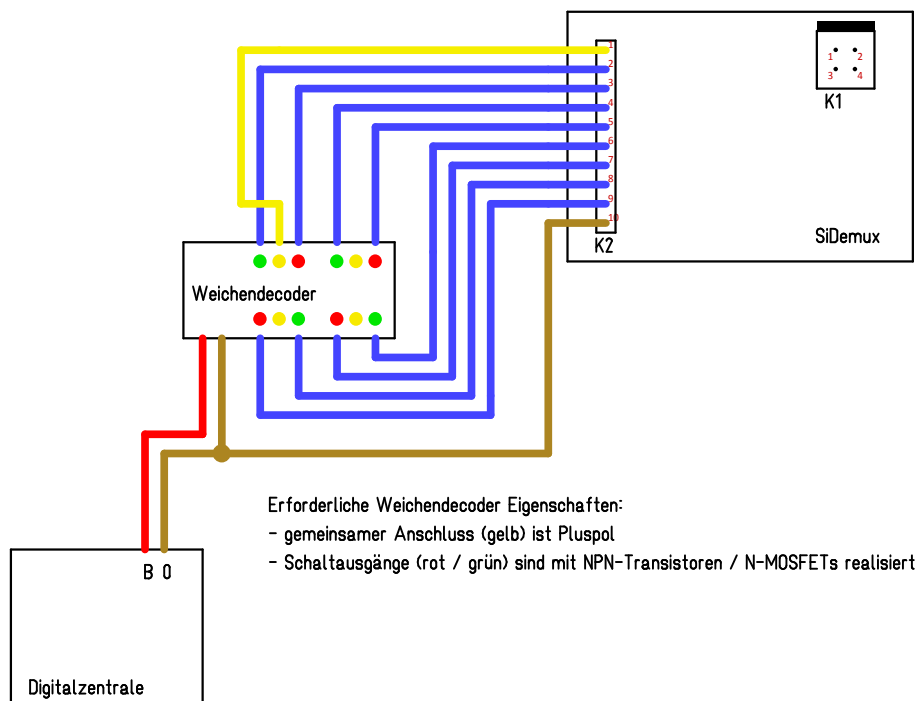 1
2
3
4
5
6
7
8
9
10
K2
1 2
3 4
K1
SiDemux
Weichendecoder
Erforderliche Weichendecoder Eigenschaften:
- gemeinsamer Anschluss (gelb) ist Pluspol
- Schaltausgänge (rot / grün) sind mit NPN-Transistoren / N-MOSFETs realisiert
B 0
Digitalzentrale